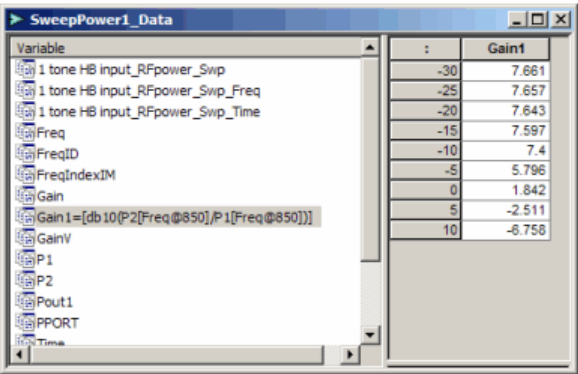 SweepPower1_Data
Variable
1 tone HB input_RFpower_Swp
1 tone HB input_RFpower_Swp_Freq
1 tone HB input_RFpower_Swp_Time
Freq
FreqID
FreqIndexIM
Gain
Gain1=[db10(P2[Freq@850]/P1[Freq@850])]
GainV
P1
P2
Pout1
PPORT
Time
: Gain1
-30 7.661
-25 7.657
-20 7.643
-15 7.597
-10 7.4
-5 5.796
0 1.842
5 -2.511
10 -6.758